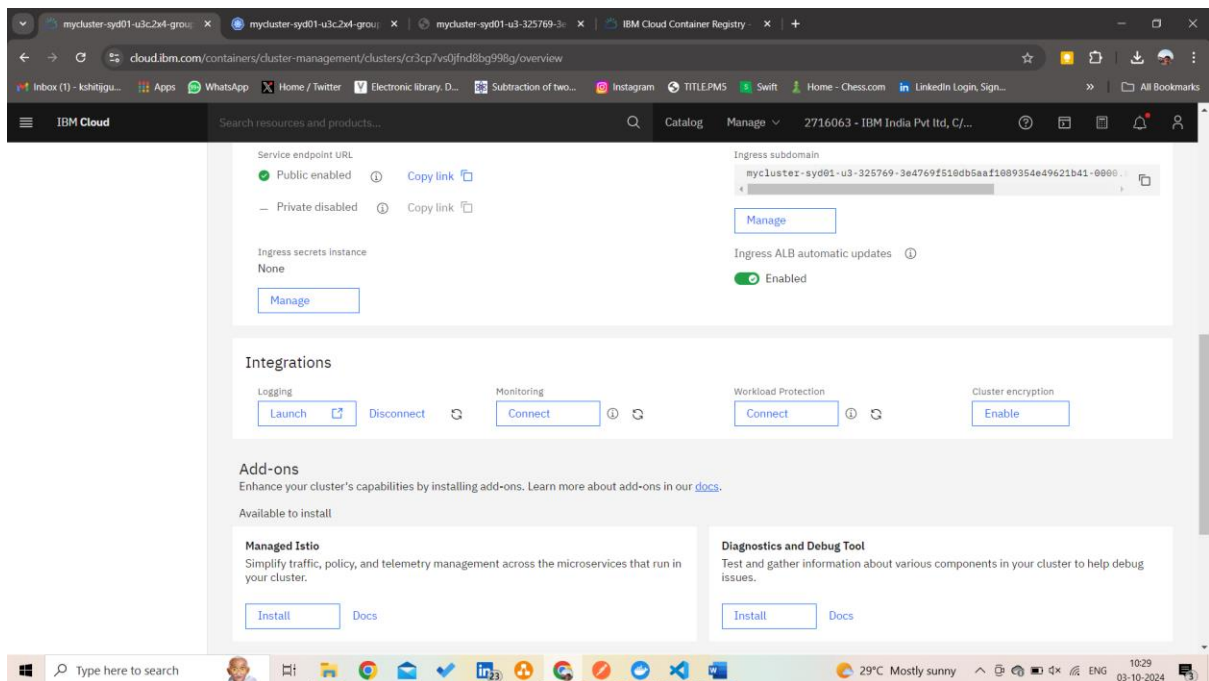 mycluster-syd01-u3c.2x4-grou
mycluster-syd01-u3c.2x4-grou
mycluster-syd01-u3-325769-3e
IBM Cloud Container Registry -
cloud.ibm.com/containers/cluster-management/clusters/cr3cp7vs0jfnd8bg998g/overview
Inbox (1) - kshitijgu...
Apps
WhatsApp
Home / Twitter
Electronic library. D...
Subtraction of two...
Instagram
TITLE.PM5
Swift
Home - Chess.com
LinkedIn Login, Sign...
»
All Bookmarks
IBM Cloud
Search resources and products...
Catalog
Manage
2716063 - IBM India Pvt ltd, C/...
Service endpoint URL
Public enabled
Copy link
Private disabled
Copy link
Ingress subdomain
mycluster-syd01-u3-325769-3e4769f510db5aaf1089354e49621b41-0000.
Manage
Ingress secrets instance
None
Manage
Ingress ALB automatic updates
Enabled
Integrations
Logging
Launch
Disconnect
Monitoring
Connect
Workload Protection
Connect
Cluster encryption
Enable
Add-ons
Enhance your cluster's capabilities by installing add-ons. Learn more about add-ons in our docs.
Available to install
Managed Istio
Simplify traffic, policy, and telemetry management across the microservices that run in
your cluster.
Install
Docs
Diagnostics and Debug Tool
Test and gather information about various components in your cluster to help debug
issues.
Install
Docs
Type here to search
23
29°C Mostly sunny
ENG
10:29
03-10-2024
3